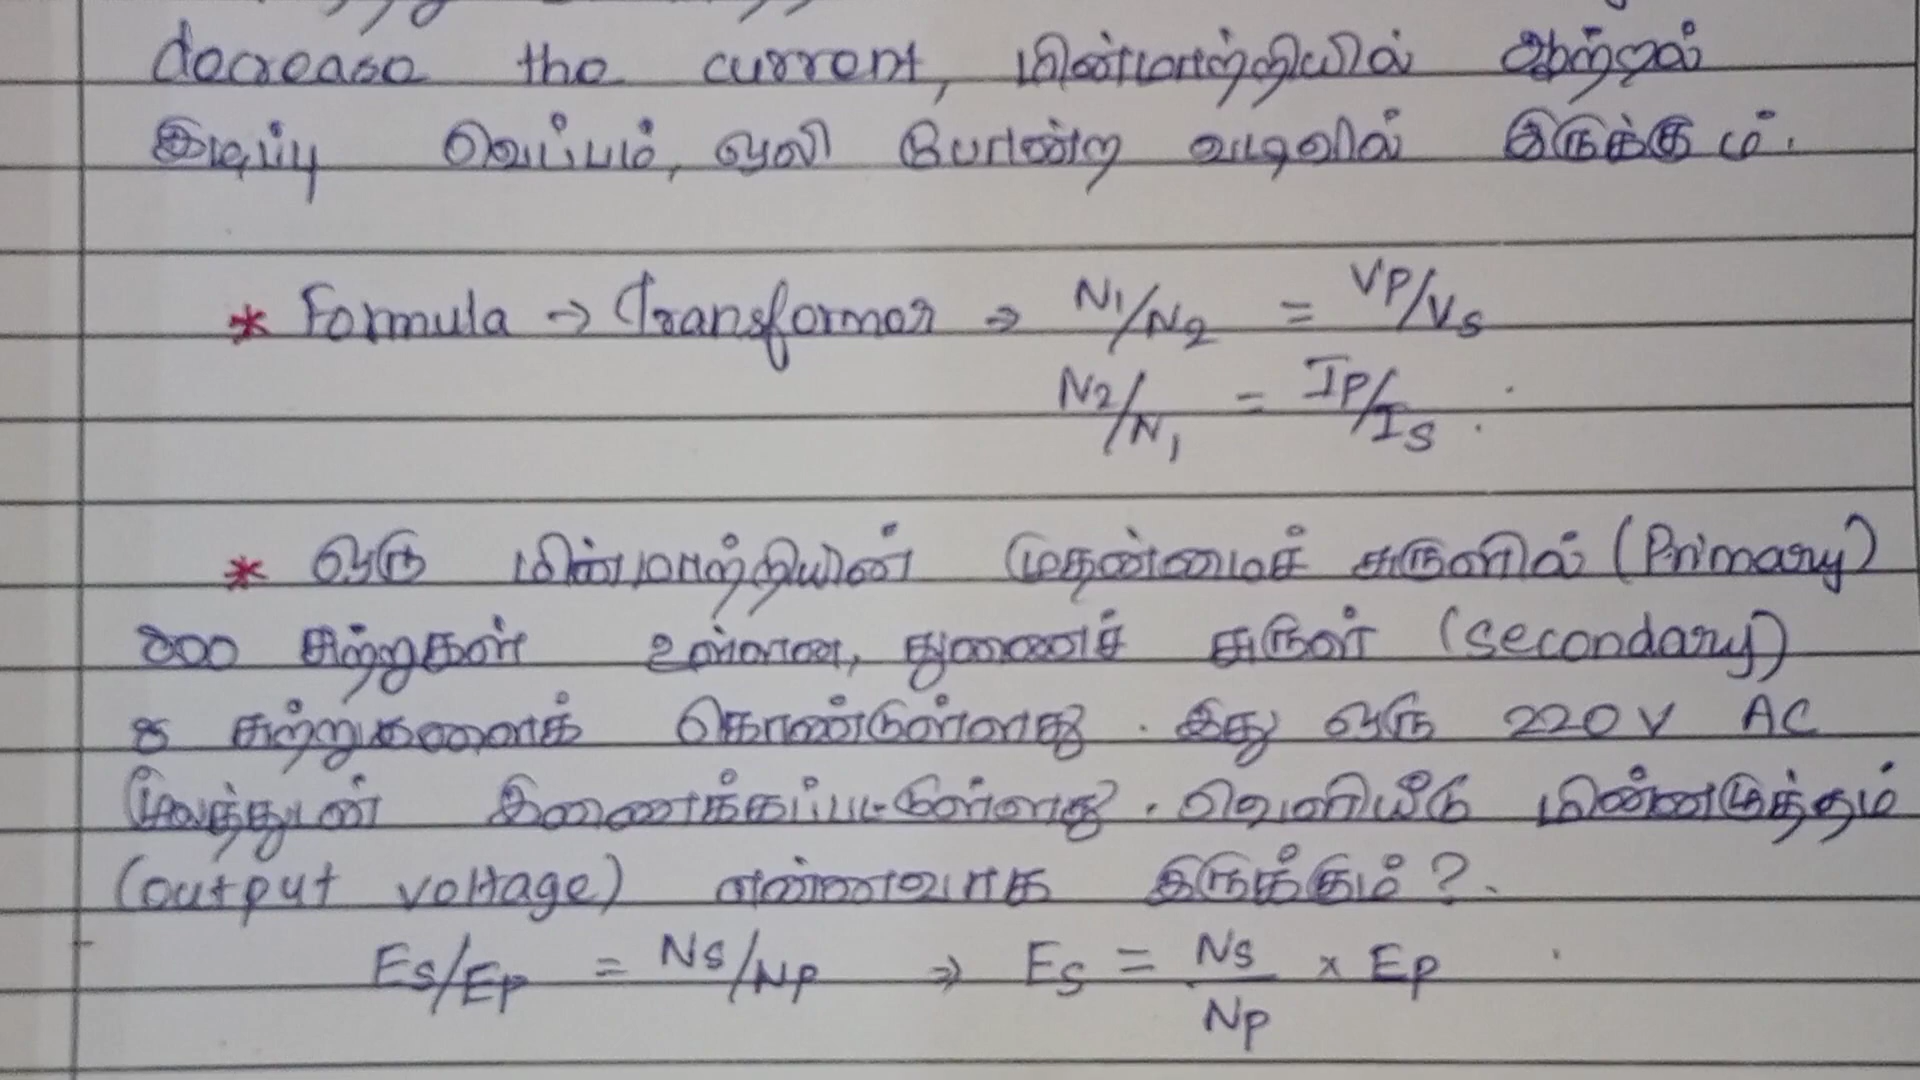 decrease the current, மின்மாற்றியில் ஆற்றல்
இழப்பு வெப்பம், ஒலி போன்ற வடிவில் இருக்கும்.
* Formula → Transformer ⇒ N1/N2 = VP/VS
N2/N1 = IP/IS.
* ஒரு மின்மாற்றியின் முதன்மைச் சுருளில் (Primary)
800 சுற்றுகள் உள்ளன, துணைச் சுருள் (secondary)
8 சுற்றுகளைக் கொண்டுள்ளது. இது ஒரு 220V AC
இணைக்கப்பட்டுள்ளது. வெளியீடு மின்னழுத்தம்
(output voltage) என்னவாக இருக்கும்?.
Es/Ep = Ns/Np ⇒ Es = Ns/Np × Ep